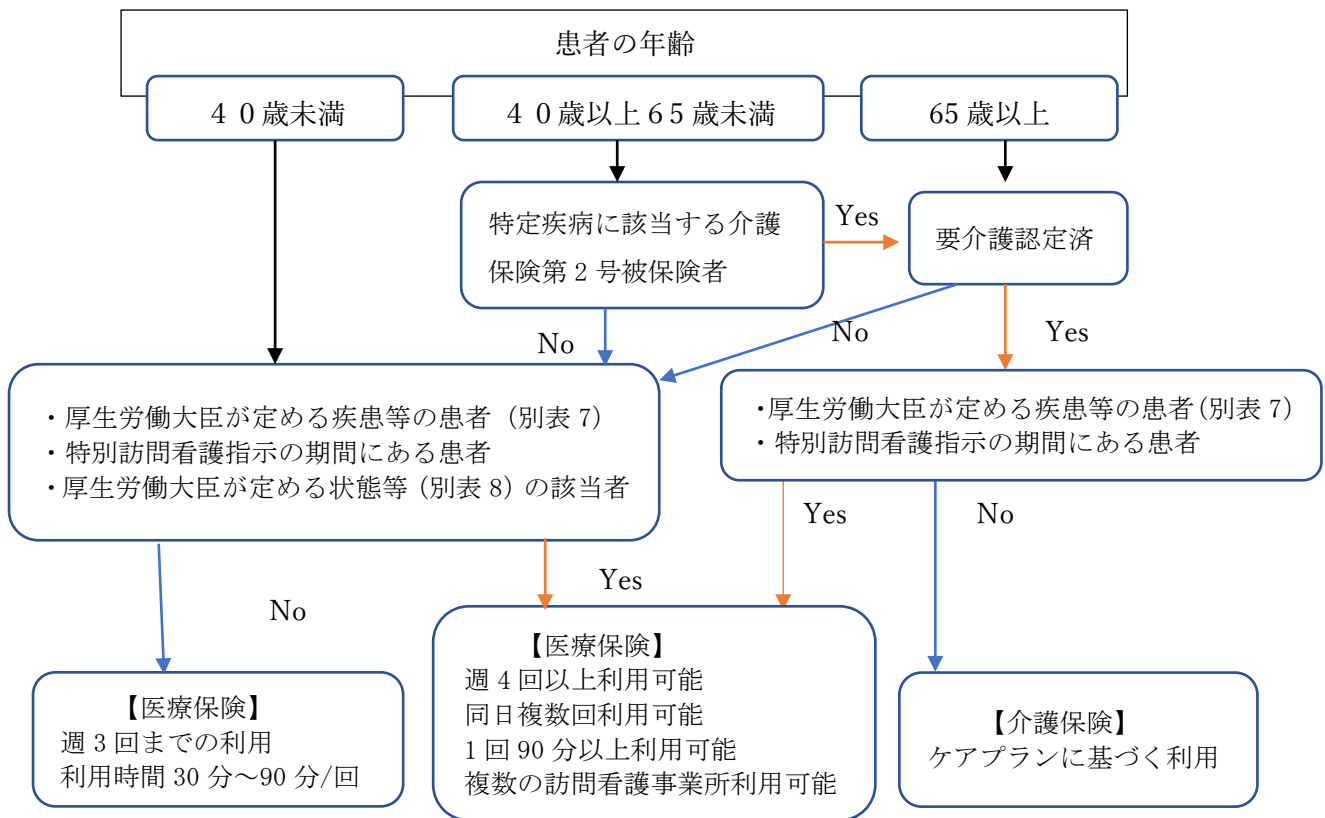 患者の年齢
４０歳未満
４０歳以上６５歳未満
65歳以上
特定疾病に該当する介護
保険第２号被保険者
Yes
要介護認定済
No
No
Yes
・厚生労働大臣が定める疾患等の患者（別表７）
・特別訪問看護指示の期間にある患者
・厚生労働大臣が定める状態等（別表８）の該当者
・厚生労働大臣が定める疾患等の患者（別表７）
・特別訪問看護指示の期間にある患者
No
Yes
Yes
No
【医療保険】
週３回までの利用
利用時間30分～90分/回
【医療保険】
週４回以上利用可能
同日複数回利用可能
１回90分以上利用可能
複数の訪問看護事業所利用可能
【介護保険】
ケアプランに基づく利用